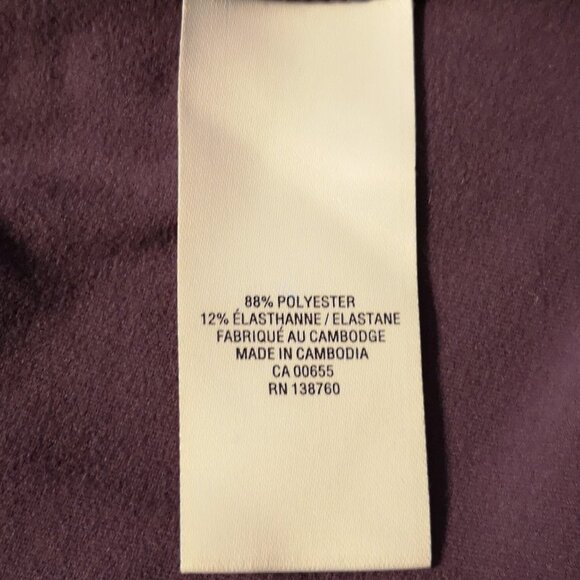 88% POLYESTER
12% ÉLASTHANNE / ELASTANE
FABRIQUÉ AU CAMBODGE
MADE IN CAMBODIA
CA 00655
RN 138760